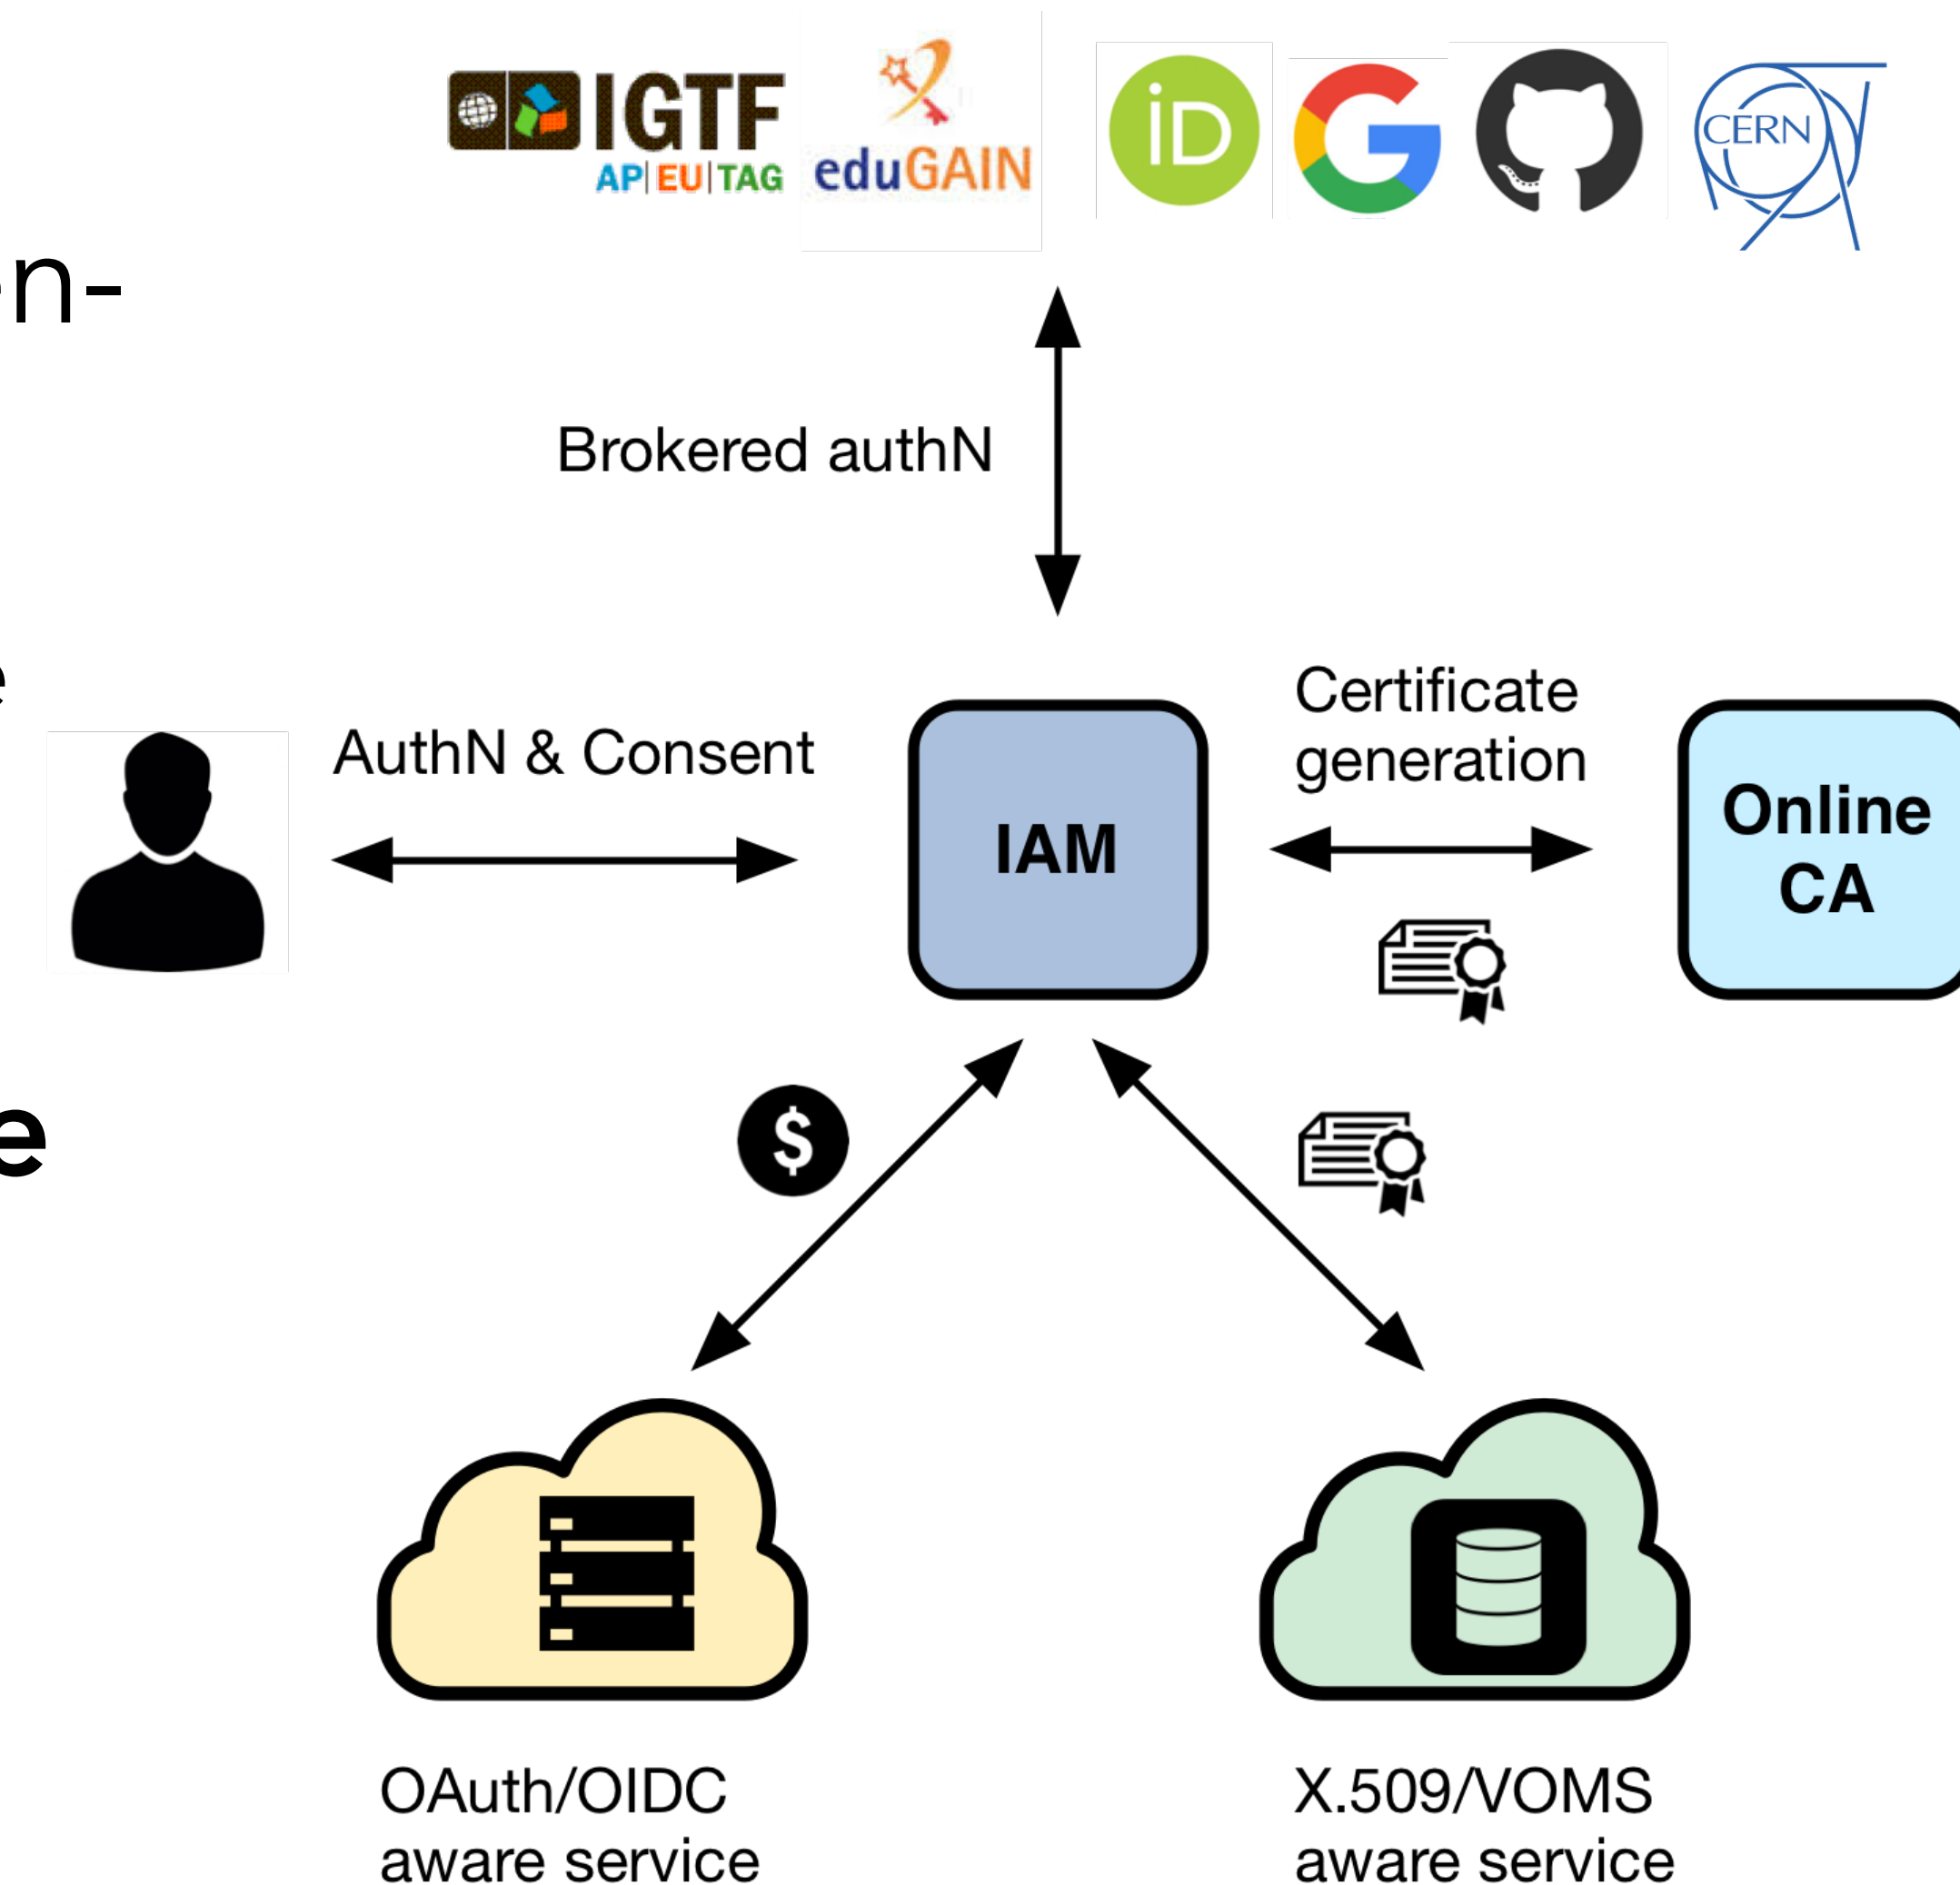 IGTF
AP|EU|TAG
eduGAIN
iD
G
CERN
n-
Brokered authN
e
AuthN & Consent
Certificate
generation
IAM
Online
CA
$
e
OAuth/OIDC
aware service
X.509/VOMS
aware service